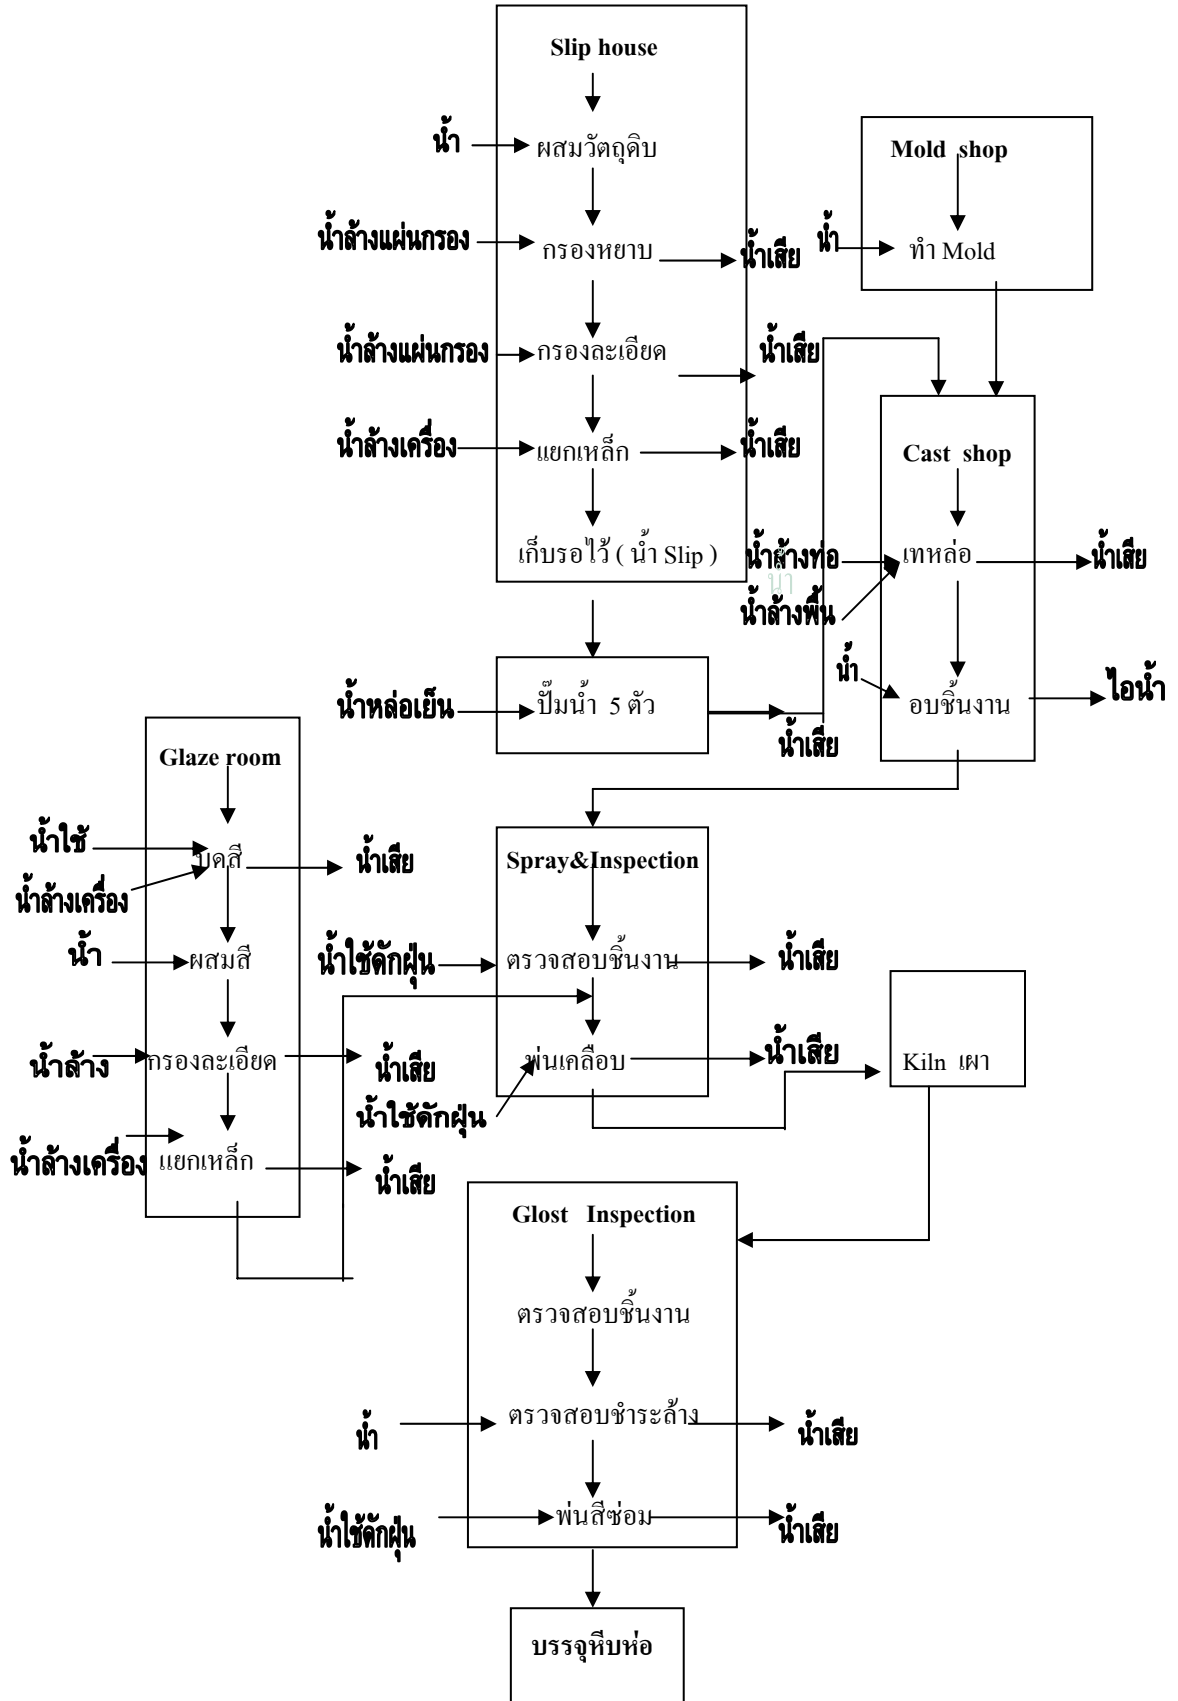 Slip house
น้ำ
ผสมวัตถุดิบ
Mold shop
น้ำล้างแผ่นกรอง
กรองหยาบ
น้ำเสีย
น้ำ
ทำ Mold
น้ำล้างแผ่นกรอง
กรองละเอียด
น้ำเสีย
น้ำล้างเครื่อง
แยกเหล็ก
น้ำเสีย
Cast shop
เก็บรอไว้ ( น้ำ Slip )
น้ำล้างท่อ
เทหล่อ
น้ำเสีย
น้ำ
น้ำล้างพื้น
น้ำ
อบชิ้นงาน
ไอน้ำ
น้ำหล่อเย็น
ปั๊มน้ำ 5 ตัว
น้ำเสีย
Glaze room
น้ำใช้
บดสี
น้ำเสีย
น้ำล้างเครื่อง
Spray&Inspection
น้ำ
ผสมสี
น้ำใช้ดักฝุ่น
ตรวจสอบชิ้นงาน
น้ำเสีย
น้ำล้าง
กรองละเอียด
น้ำเสีย
พ่นเคลือบ
น้ำเสีย
Kiln เผา
น้ำใช้ดักฝุ่น
น้ำล้างเครื่อง
แยกเหล็ก
น้ำเสีย
Glost Inspection
ตรวจสอบชิ้นงาน
น้ำ
ตรวจสอบชำระล้าง
น้ำเสีย
น้ำใช้ดักฝุ่น
พ่นสีซ่อม
น้ำเสีย
บรรจุหีบห่อ